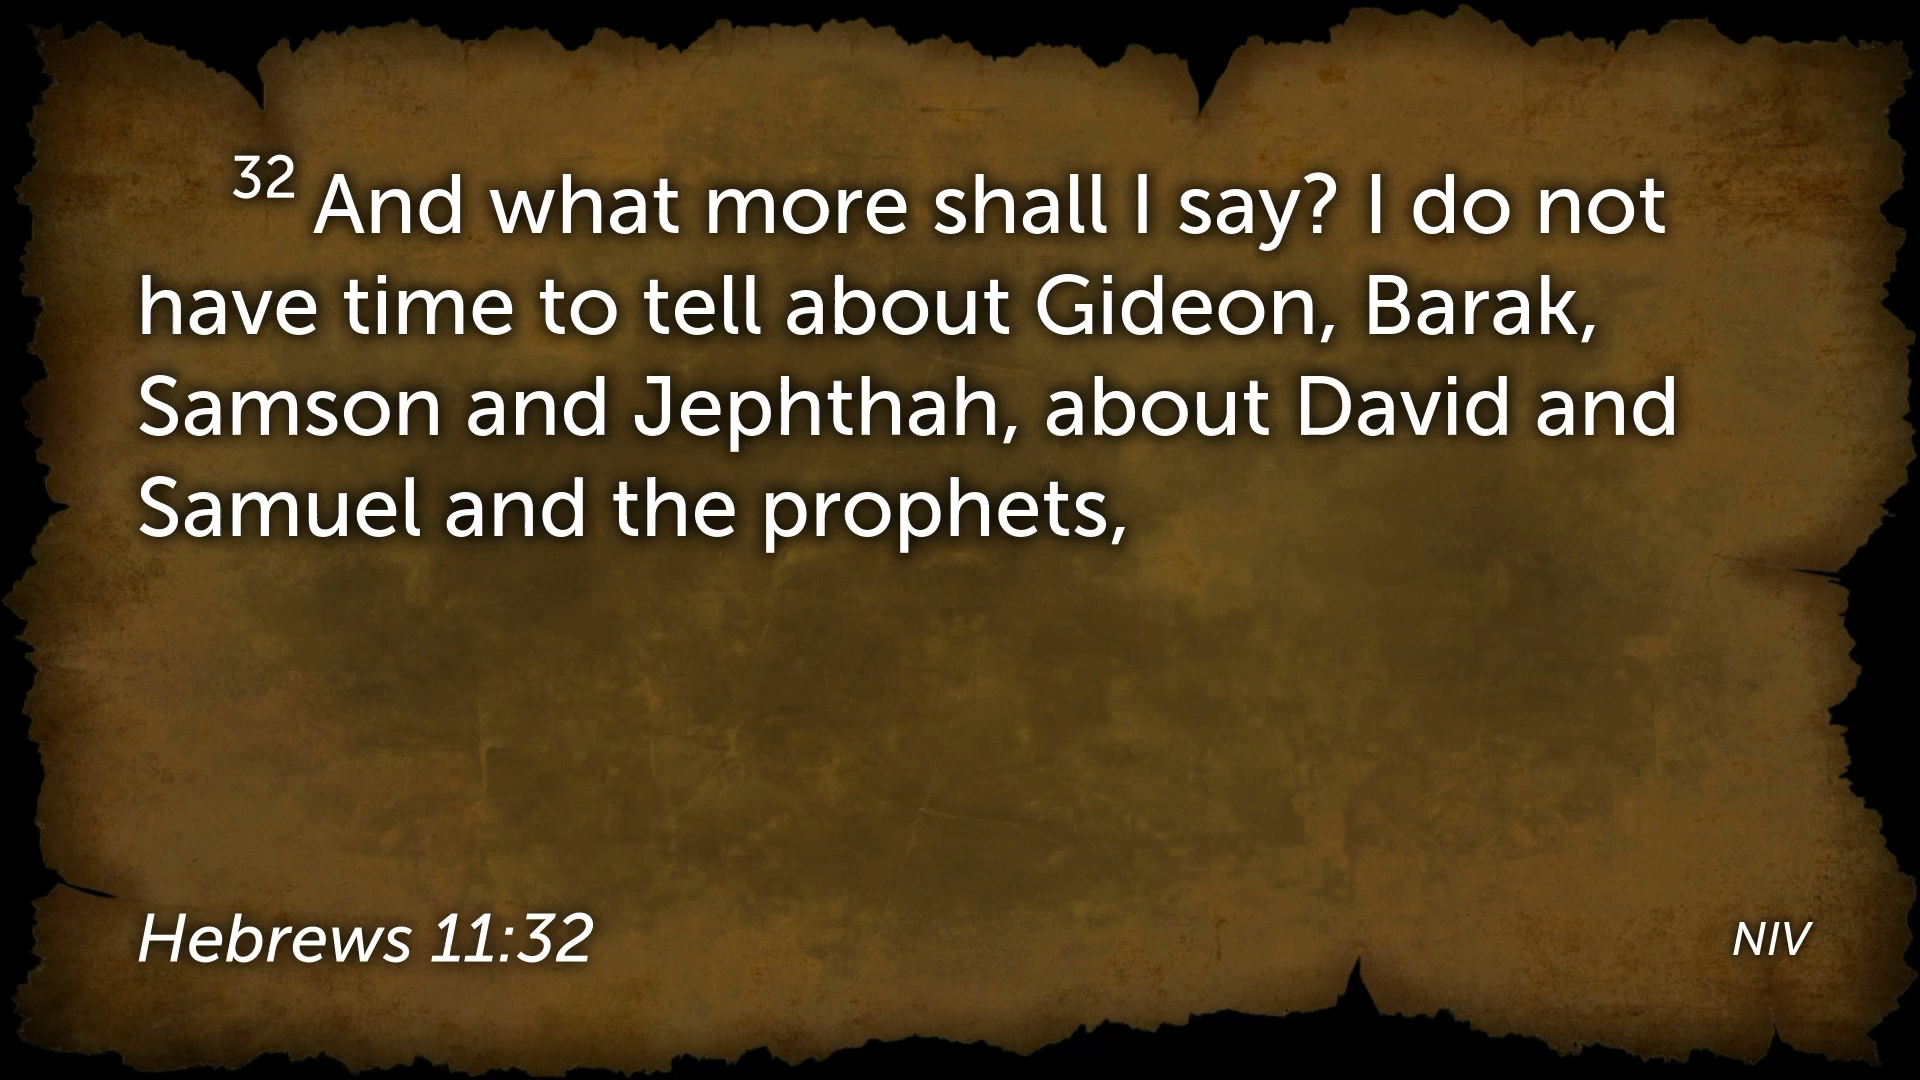 32 And what more shall I say? I do not
have time to tell about Gideon, Barak,
Samson and Jephthah, about David and
Samuel and the prophets,
Hebrews 11:32
NIV